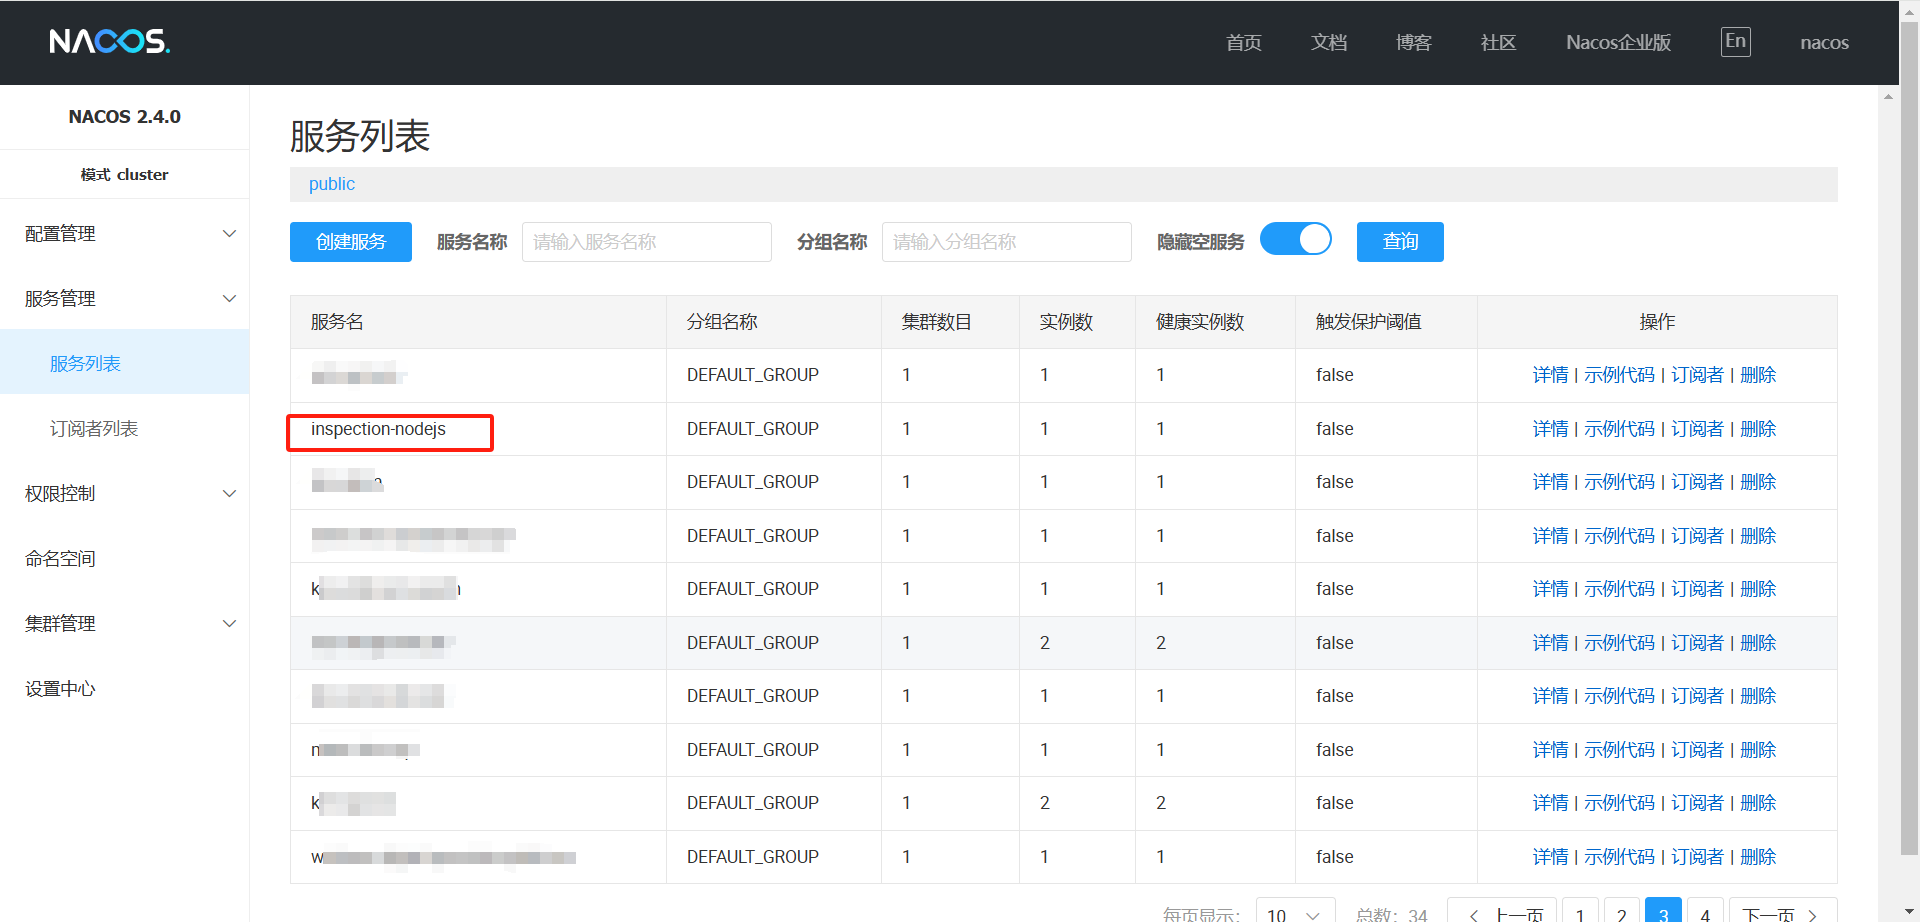 NACOS. 首页 文档 博客 社区 Nacos企业版 En nacos
NACOS 2.4.0
模式 cluster
配置管理
服务管理
服务列表
订阅者列表
权限控制
命名空间
集群管理
设置中心
服务列表
public
创建服务 服务名称 请输入服务名称 分组名称 请输入分组名称 隐藏空服务 查询
服务名 分组名称 集群数目 实例数 健康实例数 触发保护阈值 操作
DEFAULT_GROUP 1 1 1 false 详情 | 示例代码 | 订阅者 | 删除
inspection-nodejs DEFAULT_GROUP 1 1 1 false 详情 | 示例代码 | 订阅者 | 删除
DEFAULT_GROUP 1 1 1 false 详情 | 示例代码 | 订阅者 | 删除
DEFAULT_GROUP 1 1 1 false 详情 | 示例代码 | 订阅者 | 删除
DEFAULT_GROUP 1 1 1 false 详情 | 示例代码 | 订阅者 | 删除
DEFAULT_GROUP 1 2 2 false 详情 | 示例代码 | 订阅者 | 删除
DEFAULT_GROUP 1 1 1 false 详情 | 示例代码 | 订阅者 | 删除
DEFAULT_GROUP 1 1 1 false 详情 | 示例代码 | 订阅者 | 删除
DEFAULT_GROUP 1 2 2 false 详情 | 示例代码 | 订阅者 | 删除
DEFAULT_GROUP 1 1 1 false 详情 | 示例代码 | 订阅者 | 删除
每页显示: 10 总数: 34 上一页 1 2 3 4 下一页